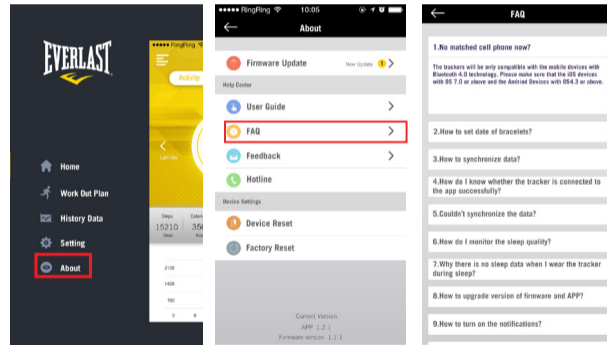 EVERLAST
Home
Work Out Plan
History Data
Setting
About
RingRing
Activity
Last day
Steps
15210
2100
1400
700
0
RingRing 10:05
About
Firmware Update New Update 1
Help Center
User Guide
FAQ
Feedback
Hotline
Device Settings
Device Reset
Factory Reset
Current Version
APP 1.2.1
Firmware version 1.1.1
FAQ
1.No matched cell phone now?
The trackers will be only compatible with the mobile devices with
Bluetooth 4.0 technology. Please make sure that the iOS devices
with OS 7.0 or above and the Andriod Devices with OS4.3 or above.
2.How to set date of bracelets?
3.How to synchronize data?
4.How do I know whether the tracker is connected to
the app successfully?
5.Couldn't synchronize the data?
6.How do I monitor the sleep quality?
7.Why there is no sleep data when I wear the tracker
during sleep?
8.How to upgrade version of firmware and APP?
9.How to turn on the notifications?